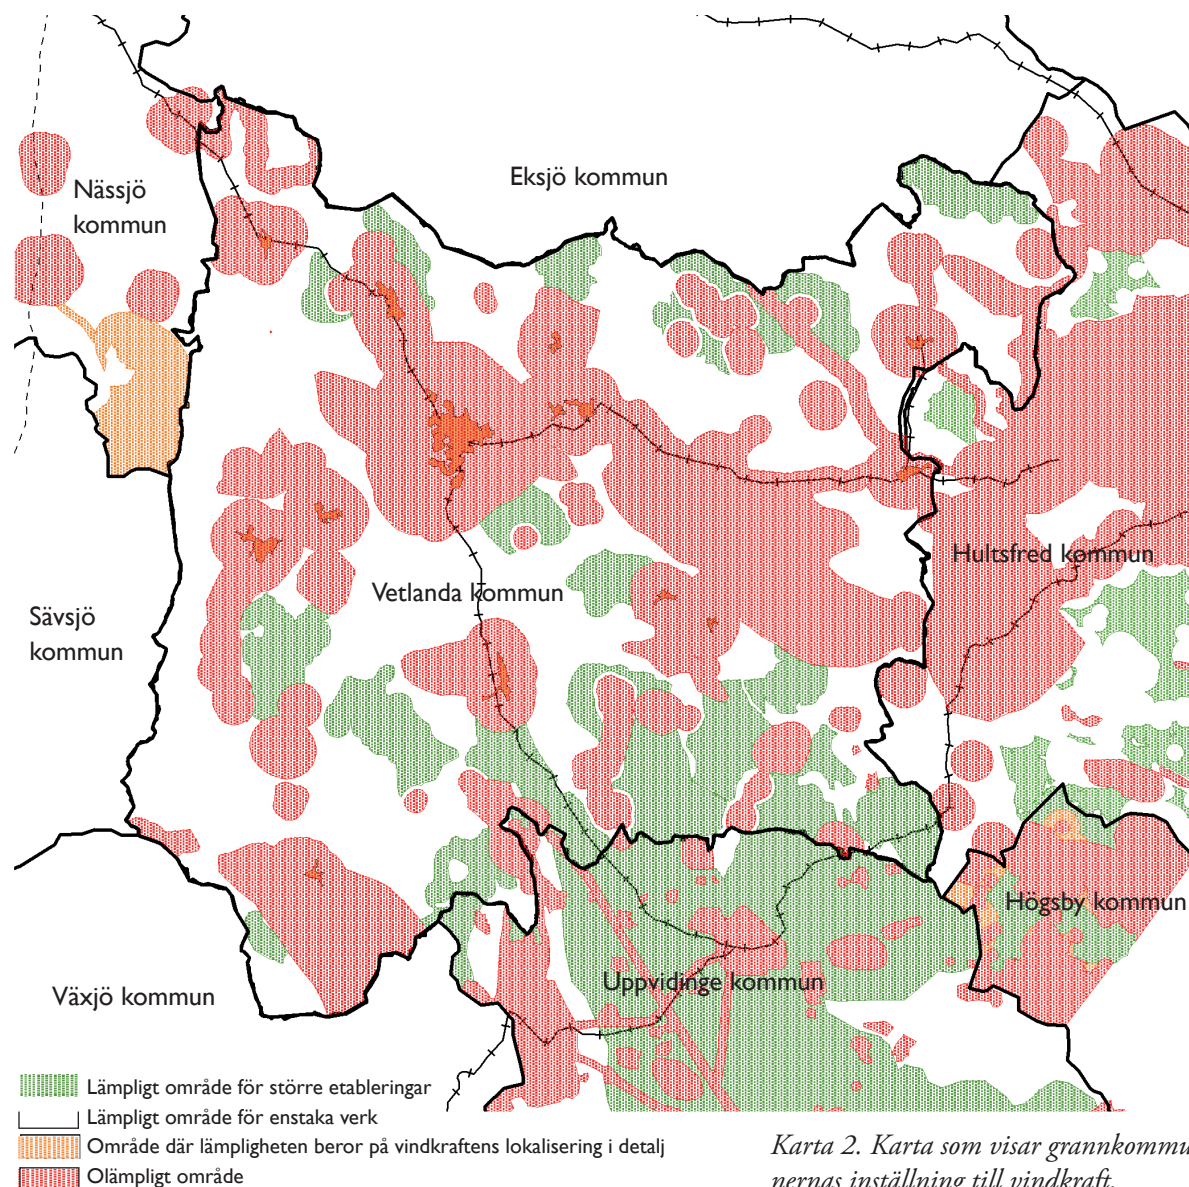 Eksjö kommun
Nässjö
kommun
Hultsfred kommun
Vetlanda kommun
Sävsjö
kommun
Högsby kommun
Uppvidinge kommun
Växjö kommun
Lämpligt område för större etableringar
Lämpligt område för enstaka verk
Område där lämpligheten beror på vindkraftens lokalisering i detalj
Olämpligt område
Karta 2. Karta som visar grannkommu
nernas inställning till vindkraft.